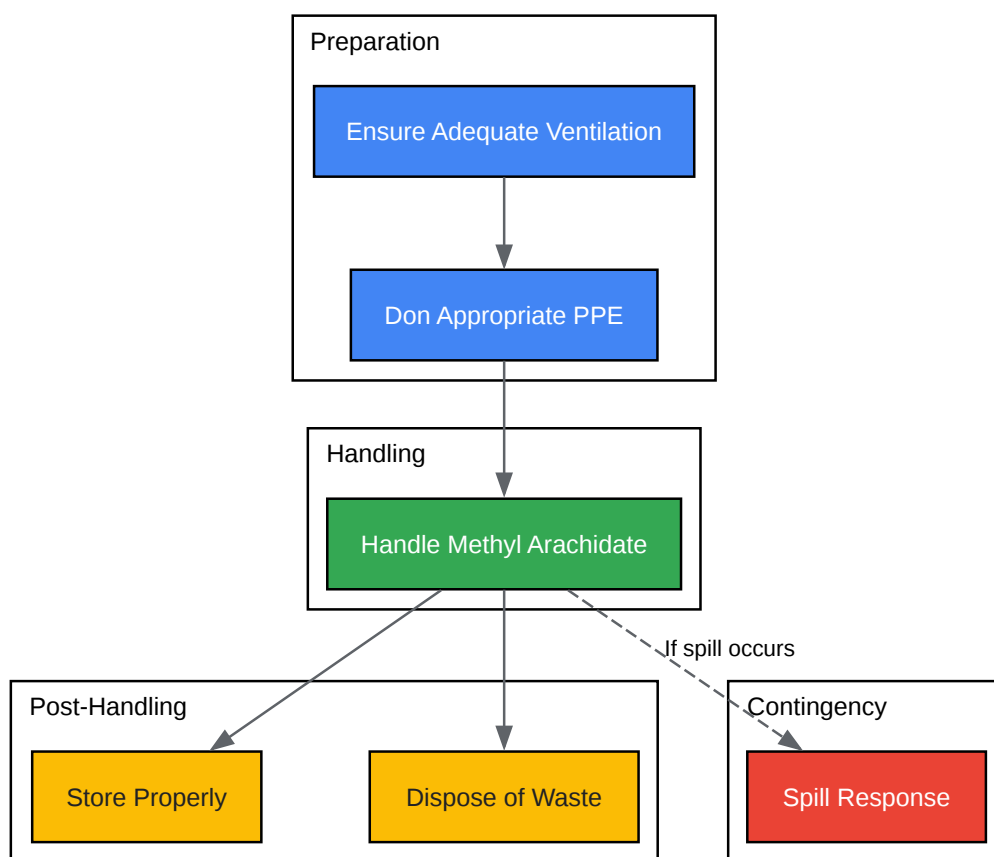 Preparation
Ensure Adequate Ventilation
Don Appropriate PPE
Handling
Handle Methyl Arachidate
If spill occurs
Post-Handling
Contingency
Store Properly
Dispose of Waste
Spill Response